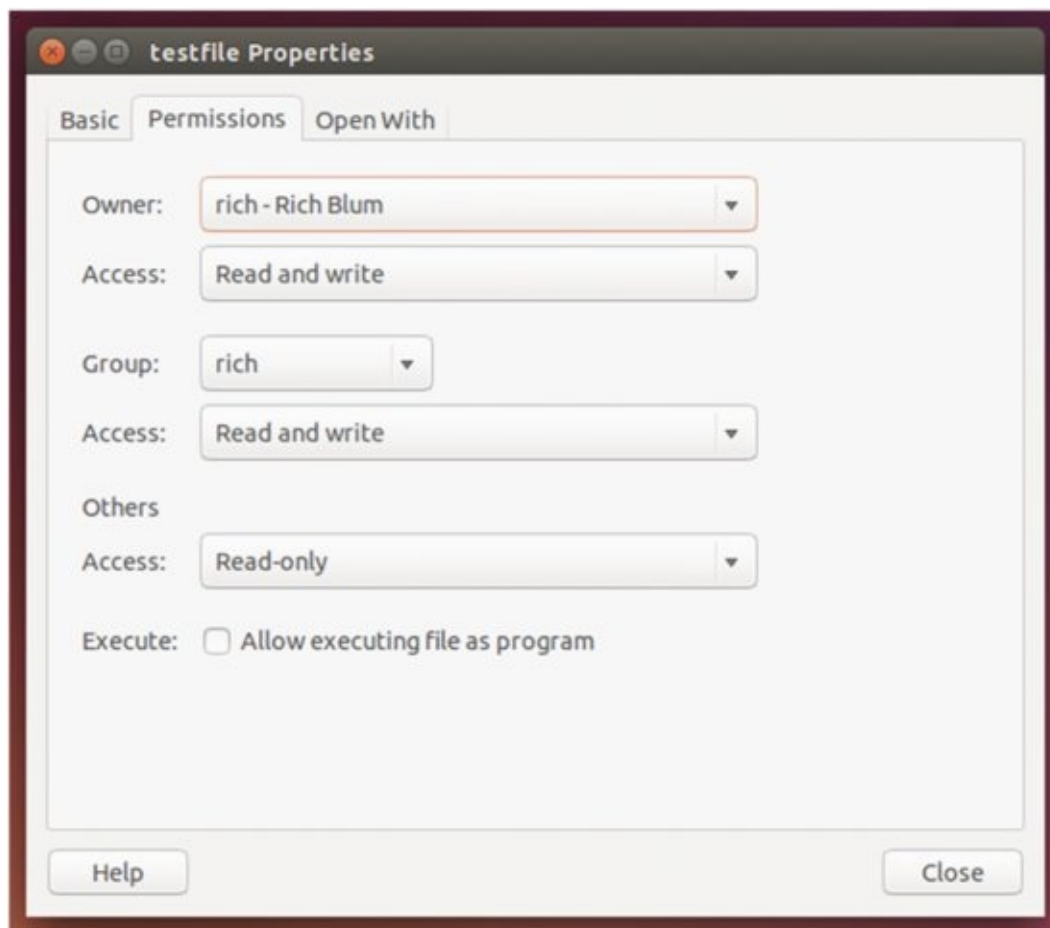 testfile Properties
Basic Permissions Open With
Owner: rich - Rich Blum
Access: Read and write
Group: rich
Access: Read and write
Others
Access: Read-only
Execute: Allow executing file as program
Help Close